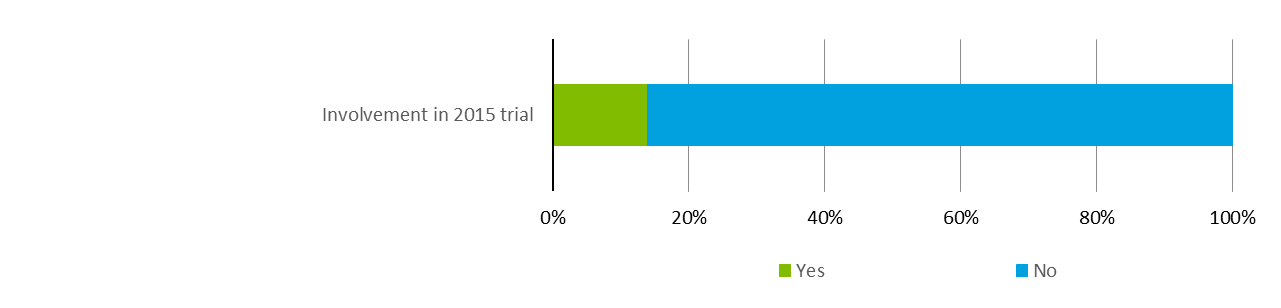 Involvement in 2015 trial
0% 20% 40% 60% 80% 100%
Yes No